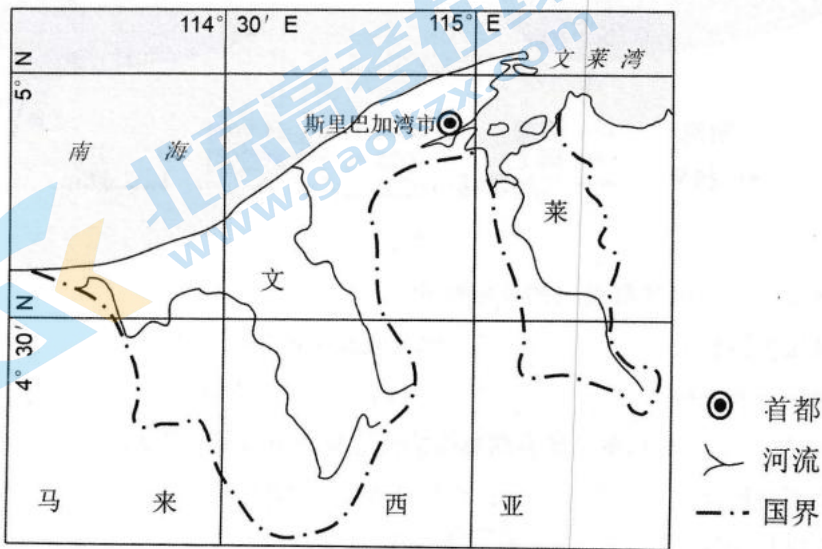 114° 30′ E
115° E
5° N
文莱湾
斯里巴加湾市
南海
莱
文
4° 30′ N
首都
河流
马来西亚
国界
北京高考在线
www.gaokzx.com